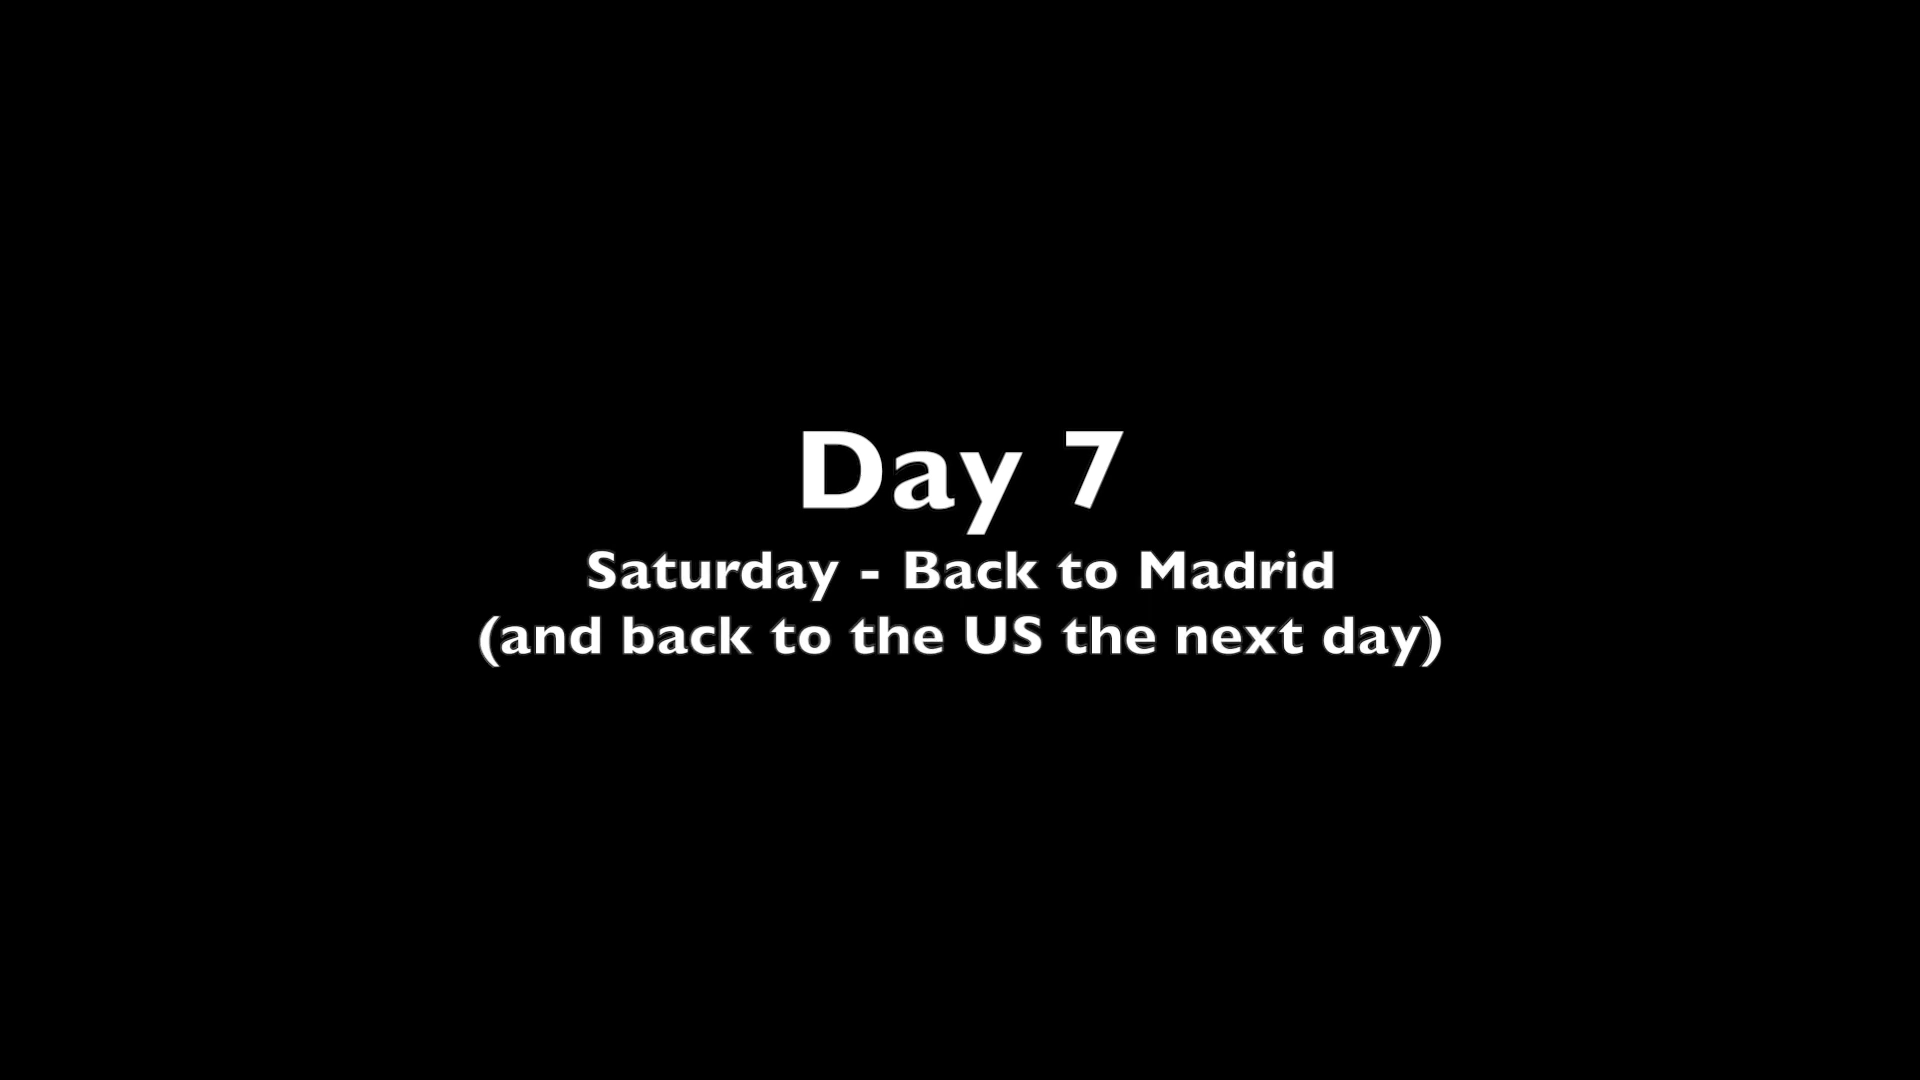 Day 7
Saturday - Back to Madrid
(and back to the US the next day)